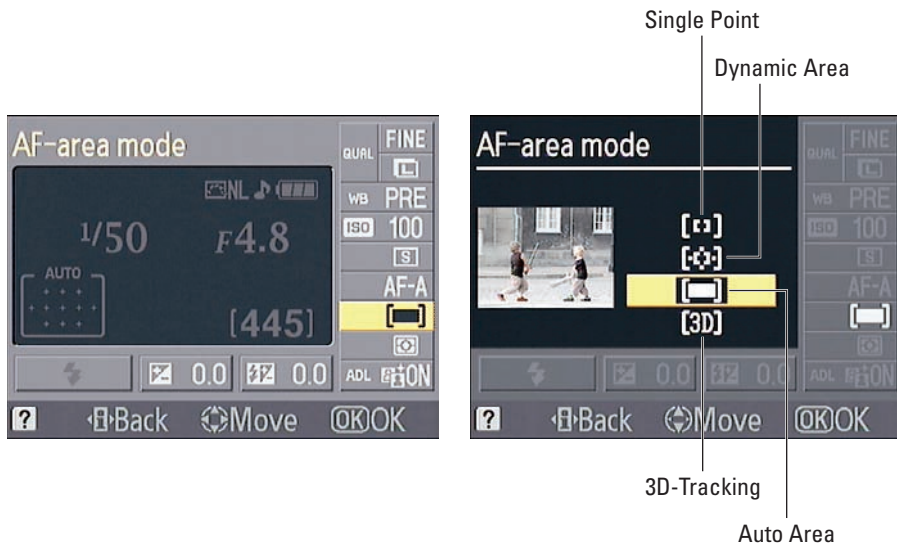 Single Point
Dynamic Area
AF-area mode
QUAL FINE
L
NL
WB PRE
1/50 F4.8
ISO 100
S
AUTO
AF-A
[445]
0.0 0.0
ADL ON
? Back Move OK OK
AF-area mode
QUAL FINE
L
WB PRE
ISO 100
S
AF-A
[3D]
0.0 0.0
ADL ON
? Back Move OK OK
3D-Tracking
Auto Area